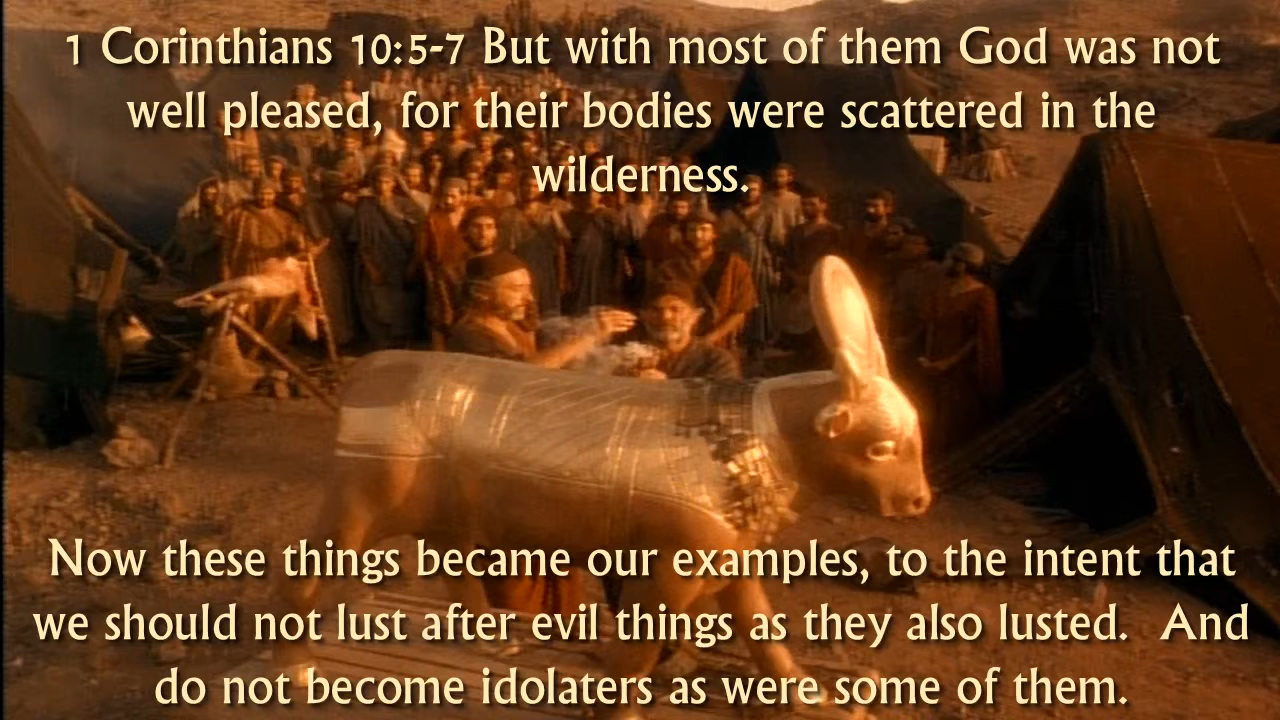 1 Corinthians 10:5-7 But with most of them God was not
well pleased, for their bodies were scattered in the
wilderness.
Now these things became our examples, to the intent that
we should not lust after evil things as they also lusted.  And
do not become idolaters as were some of them.